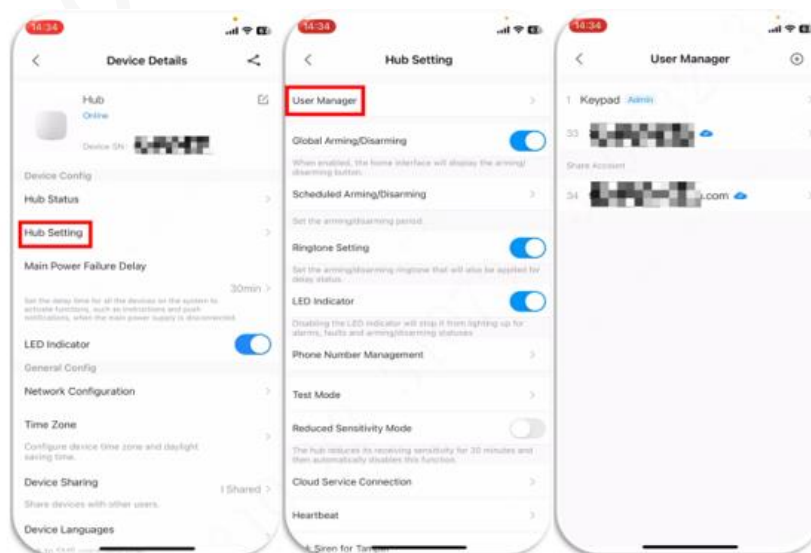 14:34
Device Details
Hub
Online
Device SN:
Device Config
Hub Status
Hub Setting
Main Power Failure Delay
30min
Set the delay time for all the devices on the system to
activate functions, such as instructions and push
notifications, when the main power supply is disconnected.
LED Indicator
General Config
Network Configuration
Time Zone
Configure device time zone and daylight
saving time.
Device Sharing
1 Shared
Share devices with other users.
Device Languages
14:34
Hub Setting
User Manager
Global Arming/Disarming
When enabled, the home interface will display the arming/
disarming button.
Scheduled Arming/Disarming
Set the arming/disarming period.
Ringtone Setting
Set the arming/disarming ringtone that will also be applied for
delay status.
LED Indicator
Disabling the LED indicator will stop it from lighting up for
alarms, faults and arming/disarming statuses.
Phone Number Management
Test Mode
Reduced Sensitivity Mode
The hub reduces its receiving sensitivity for 30 minutes and
then automatically disables this function.
Cloud Service Connection
Heartbeat
Siren for Tamper
14:34
User Manager
1 Keypad Admin
33
Share Account
34 .com